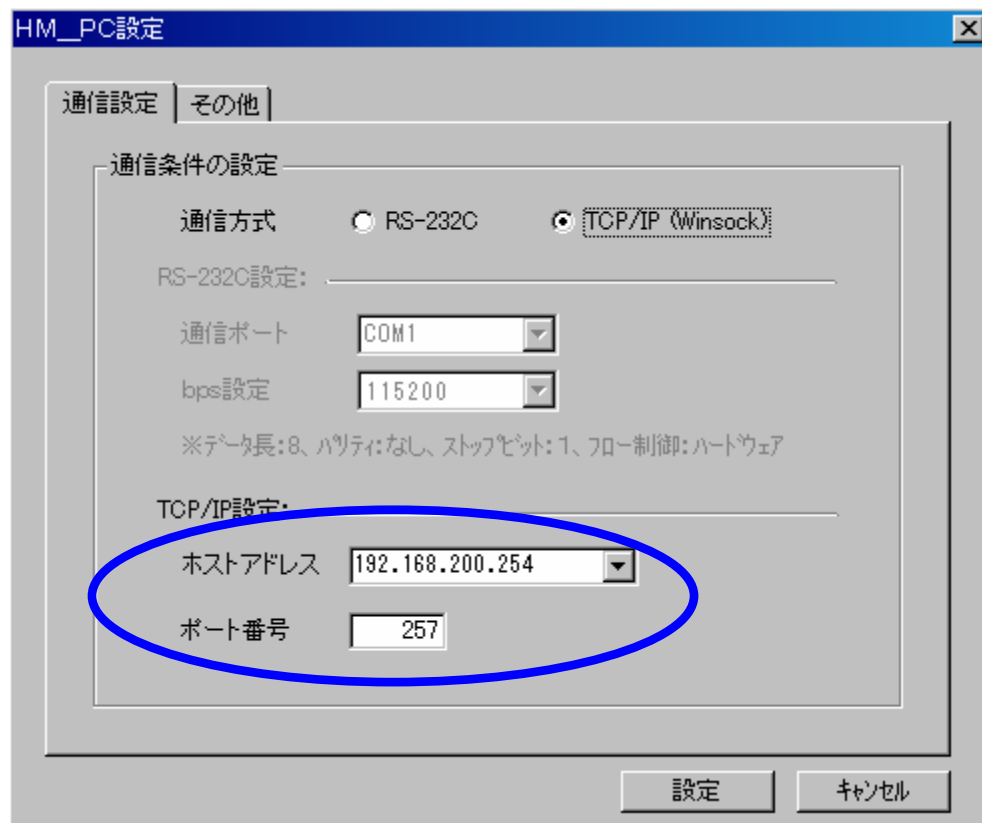 HM__PC設定
通信設定 その他
通信条件の設定
通信方式 RS-232C TCP/IP (Winsock)
RS-232C設定:
通信ポート COM1
bps設定 115200
※ﾃﾞｰﾀ長:8、ﾊﾟﾘﾃｨ:なし、ｽﾄｯﾌﾟﾋﾞｯﾄ:1、ﾌﾛｰ制御:ﾊｰﾄﾞｳｪｱ
TCP/IP設定:
ホストアドレス 192.168.200.254
ポート番号 257
設定 ｷｬﾝｾﾙ